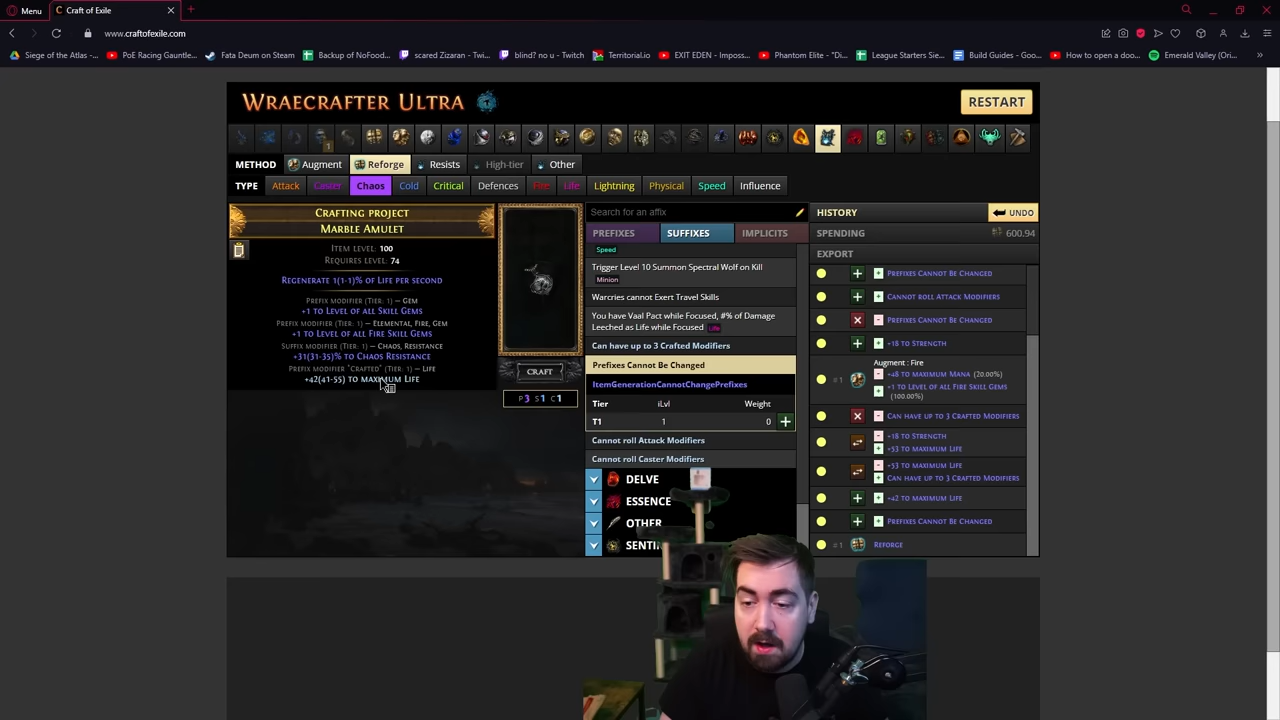 Menu
Craft of Exile
www.craftofexile.com
Siege of the Atlas -...
PoE Racing Gauntle...
Fata Deum on Steam
Backup of NoFood...
scared Zizaran - Twi...
blind? no u - Twitch
Territorial.io
EXIT EDEN - Imposs...
Phantom Elite - "Di...
League Starters Sie...
Build Guides - Goo...
How to open a doo...
Emerald Valley (Ori...
WRAECRAFTER ULTRA
RESTART
1
METHOD
Augment
Reforge
Resists
High-tier
Other
TYPE
Attack
Caster
Chaos
Cold
Critical
Defences
Fire
Life
Lightning
Physical
Speed
Influence
CRAFTING PROJECT
MARBLE AMULET
ITEM LEVEL: 100
REQUIRES LEVEL: 74
REGENERATE 1(1-1)% OF LIFE PER SECOND
PREFIX MODIFIER (TIER: 1) — GEM
+1 TO LEVEL OF ALL SKILL GEMS
PREFIX MODIFIER (TIER: 1) — ELEMENTAL, FIRE, GEM
+1 TO LEVEL OF ALL FIRE SKILL GEMS
SUFFIX MODIFIER (TIER: 1) — CHAOS, RESISTANCE
+31(31-35)% TO CHAOS RESISTANCE
PREFIX MODIFIER "CRAFTED" (TIER: 1) — LIFE
+42(41-55) TO MAXIMUM LIFE
CRAFT
P3 S1 C1
Search for an affix
PREFIXES
SUFFIXES
IMPLICITS
Speed
Trigger Level 10 Summon Spectral Wolf on Kill
Minion
Warcries cannot Exert Travel Skills
You have Vaal Pact while Focused, #% of Damage
Leeched as Life while Focused Life
Can have up to 3 Crafted Modifiers
Prefixes Cannot Be Changed
ItemGenerationCannotChangePrefixes
Tier iLvl Weight
T1 1 0
Cannot roll Attack Modifiers
Cannot roll Caster Modifiers
DELVE
ESSENCE
OTHER
HISTORY
UNDO
SPENDING
600.94
EXPORT
PREFIXES CANNOT BE CHANGED
CANNOT ROLL ATTACK MODIFIERS
PREFIXES CANNOT BE CHANGED
+18 TO STRENGTH
Augment : Fire
#1
+48 TO MAXIMUM MANA (20.00%)
+1 TO LEVEL OF ALL FIRE SKILL GEMS
(100.00%)
CAN HAVE UP TO 3 CRAFTED MODIFIERS
+18 TO STRENGTH
+53 TO MAXIMUM LIFE
+53 TO MAXIMUM LIFE
CAN HAVE UP TO 3 CRAFTED MODIFIERS
+42 TO MAXIMUM LIFE
PREFIXES CANNOT BE CHANGED
#1
REFORGE